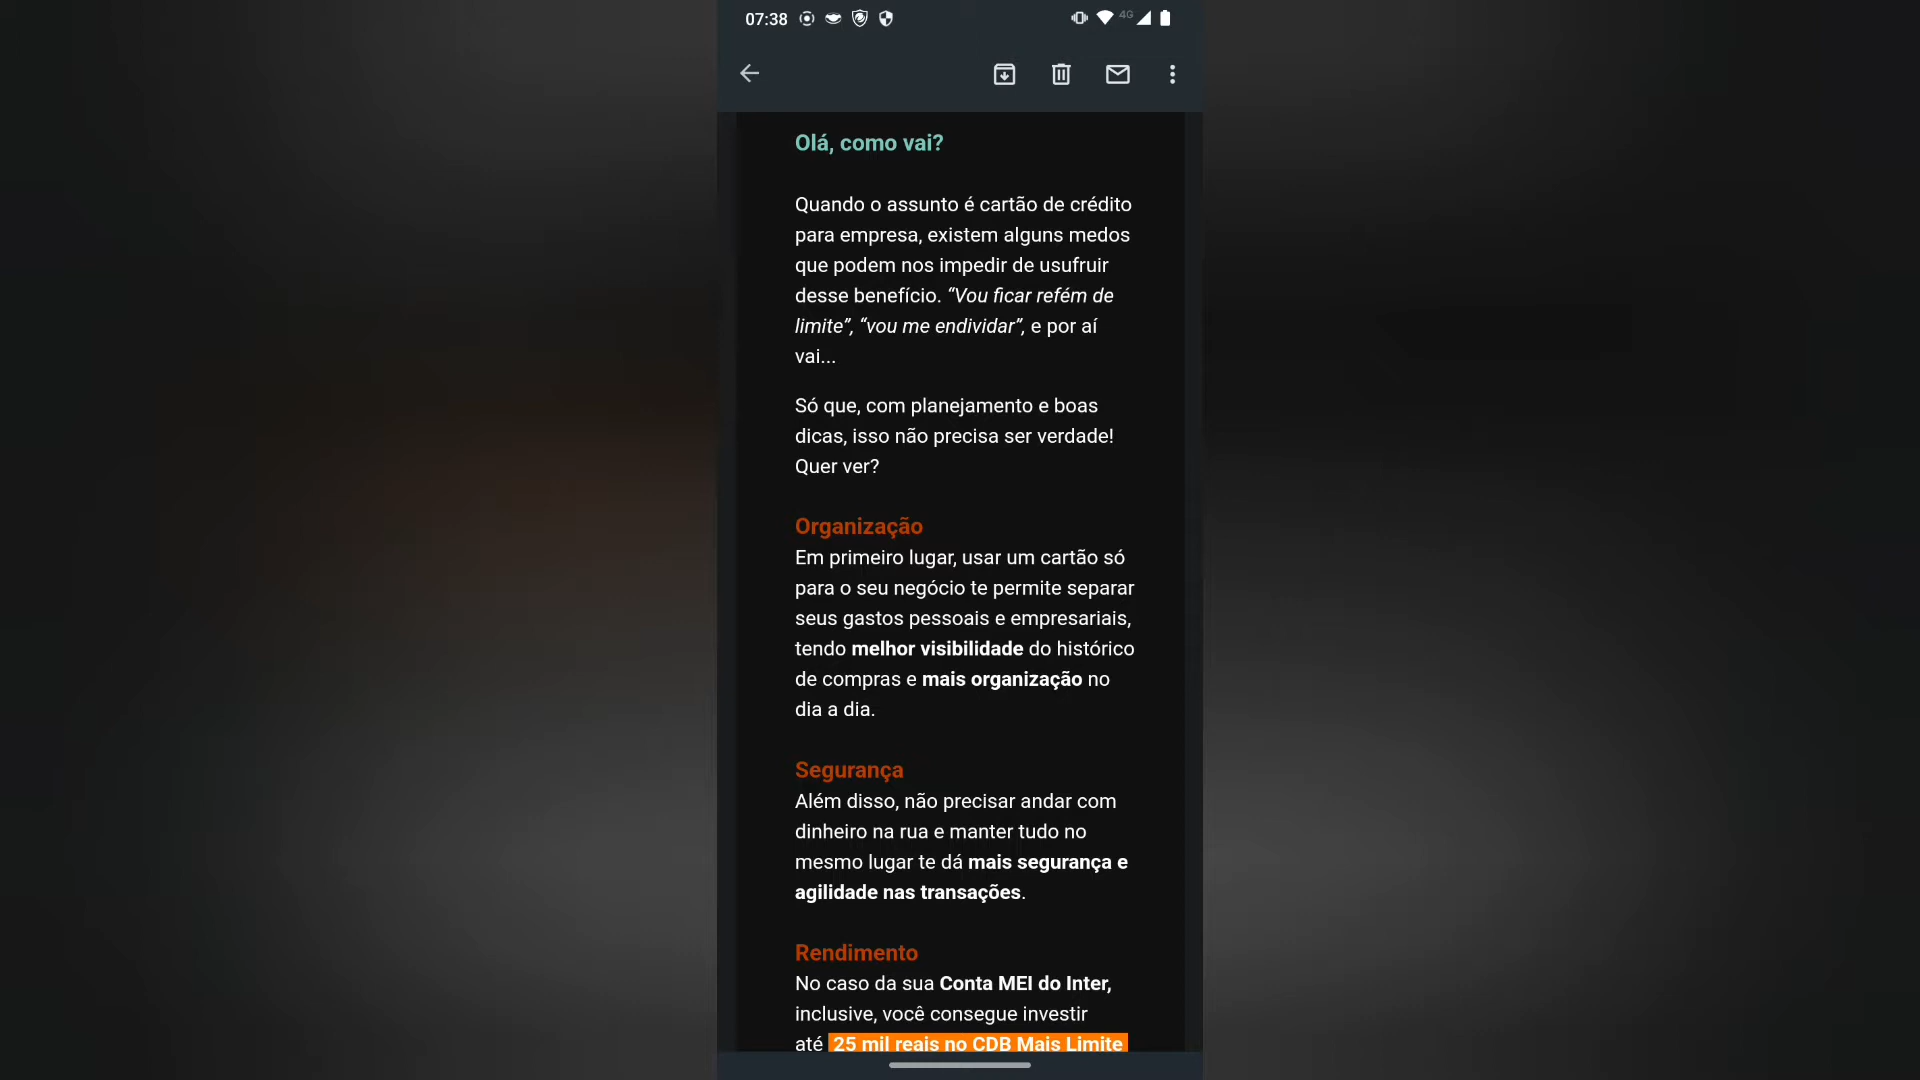 07:38
4G
Olá, como vai?
Quando o assunto é cartão de crédito
para empresa, existem alguns medos
que podem nos impedir de usufruir
desse benefício. “Vou ficar refém de
limite”, “vou me endividar”, e por aí
vai...
Só que, com planejamento e boas
dicas, isso não precisa ser verdade!
Quer ver?
Organização
Em primeiro lugar, usar um cartão só
para o seu negócio te permite separar
seus gastos pessoais e empresariais,
tendo melhor visibilidade do histórico
de compras e mais organização no
dia a dia.
Segurança
Além disso, não precisar andar com
dinheiro na rua e manter tudo no
mesmo lugar te dá mais segurança e
agilidade nas transações.
Rendimento
No caso da sua Conta MEI do Inter,
inclusive, você consegue investir
até 25 mil reais no CDB Mais Limite